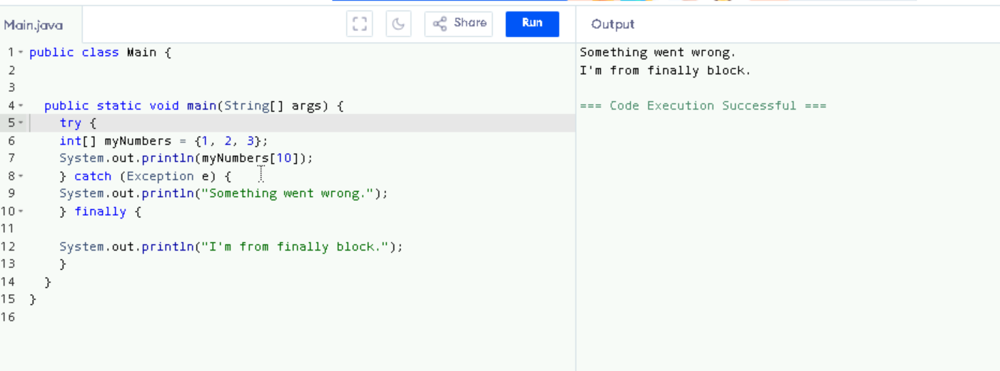 Main.java
Share
Run
Output
1 public class Main {
2
3
4 public static void main(String[] args) {
5 try {
6 int[] myNumbers = {1, 2, 3};
7 System.out.println(myNumbers[10]);
8 } catch (Exception e) {
9 System.out.println("Something went wrong.");
10 } finally {
11
12 System.out.println("I'm from finally block.");
13 }
14 }
15 }
16
Something went wrong.
I'm from finally block.
=== Code Execution Successful ===